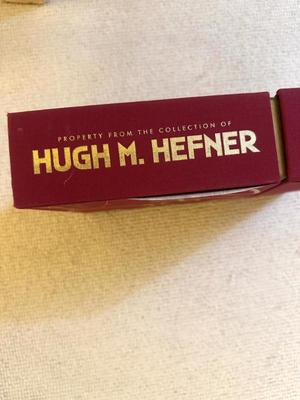 PROPERTY FROM THE COLLECTION OF
HUGH M. HEFNER